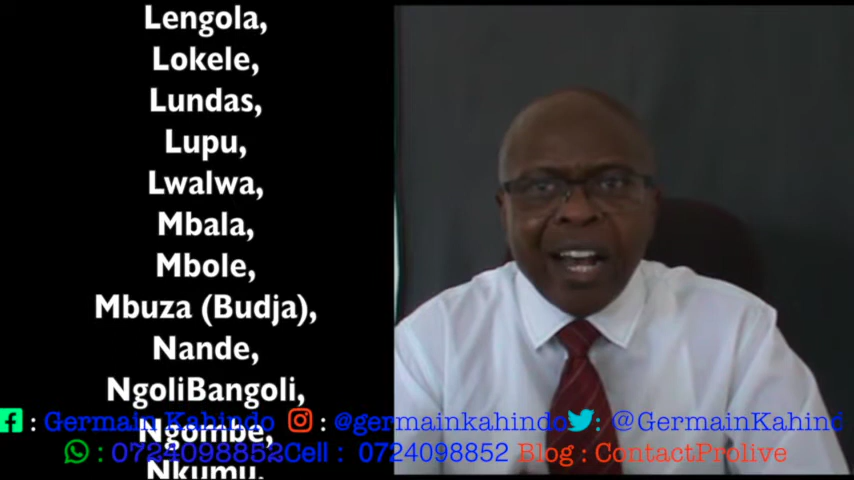 Lengola,
Lokele,
Lundas,
Lupu,
Lwalwa,
Mbala,
Mbole,
Mbuza (Budja),
Nande,
NgoliBangoli,
Ngombe,
Nkumu,
: Germain Kahindo : @germainkahindo : @GermainKahind
: 0724098852Cell : 0724098852 Blog : ContactProlive